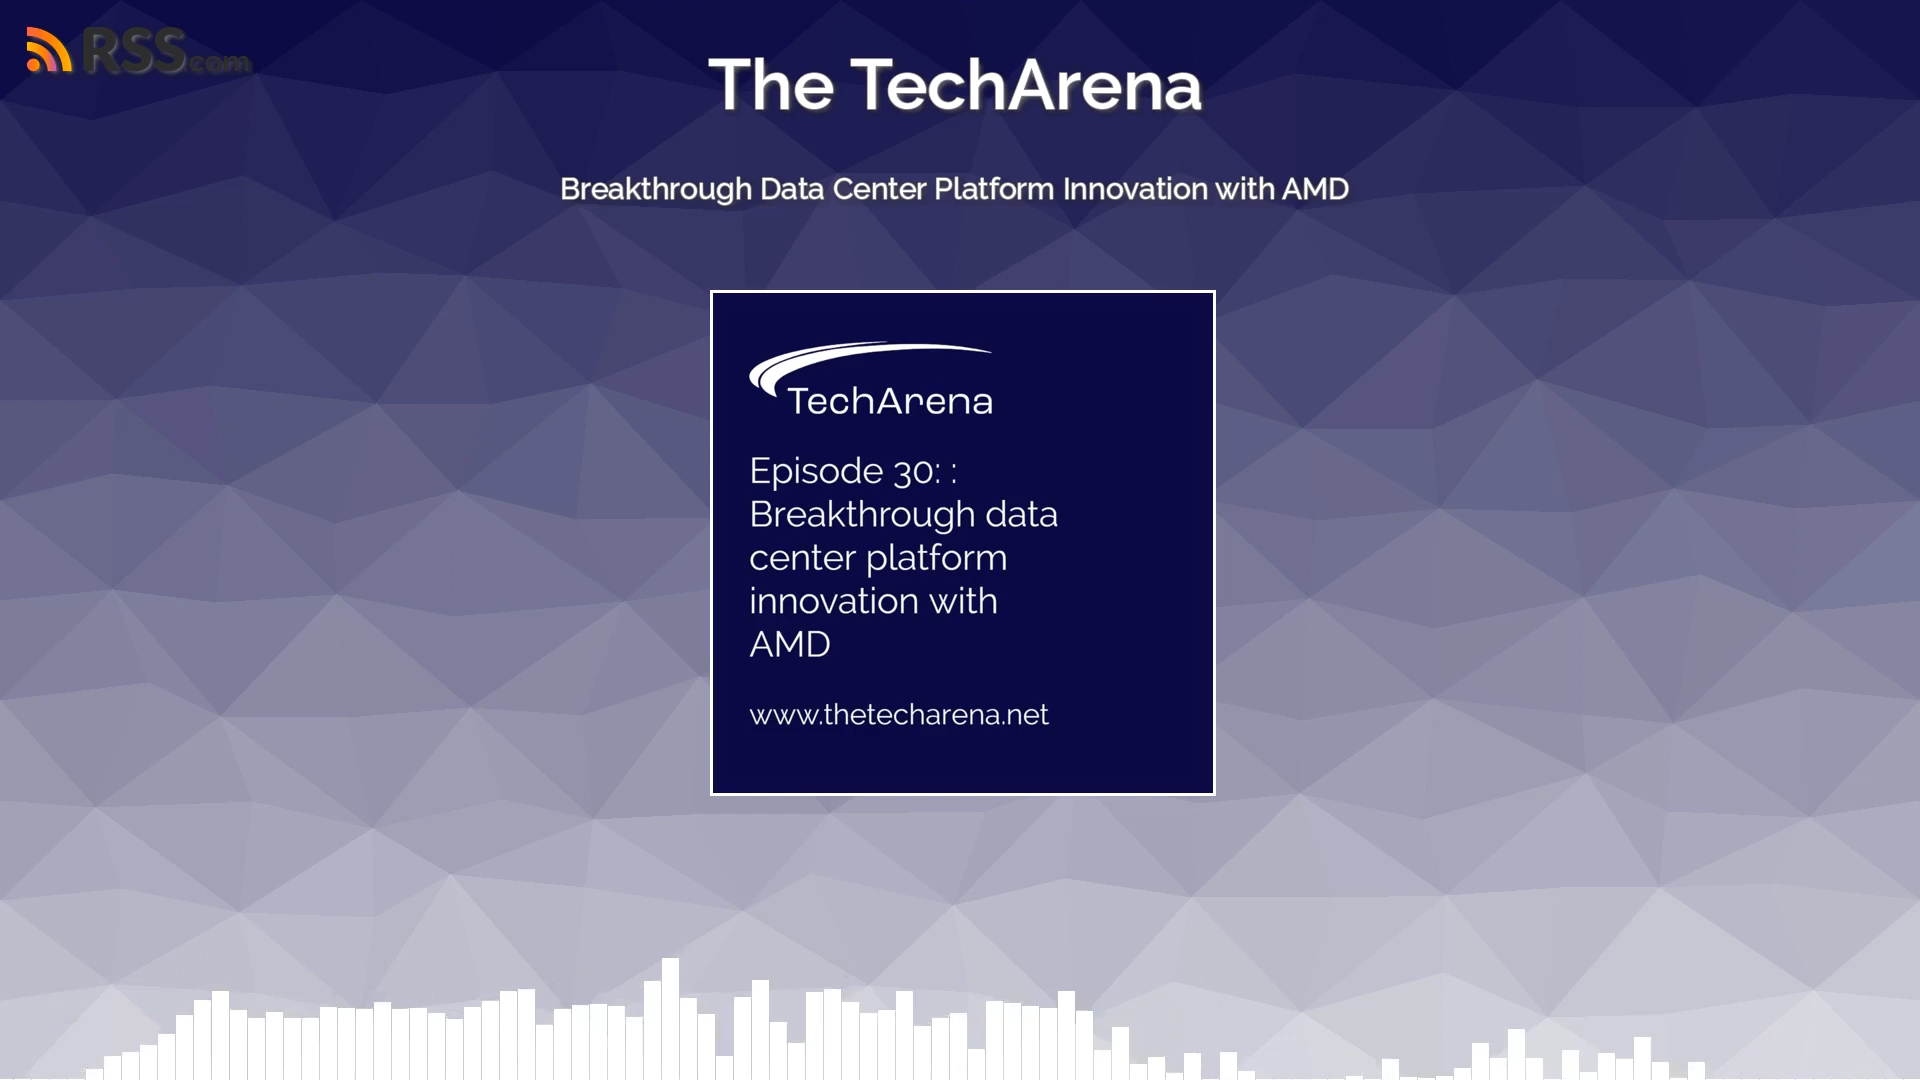 RSS.com
The TechArena
Breakthrough Data Center Platform Innovation with AMD
TechArena
Episode 30: :
Breakthrough data
center platform
innovation with
AMD
www.thetecharena.net